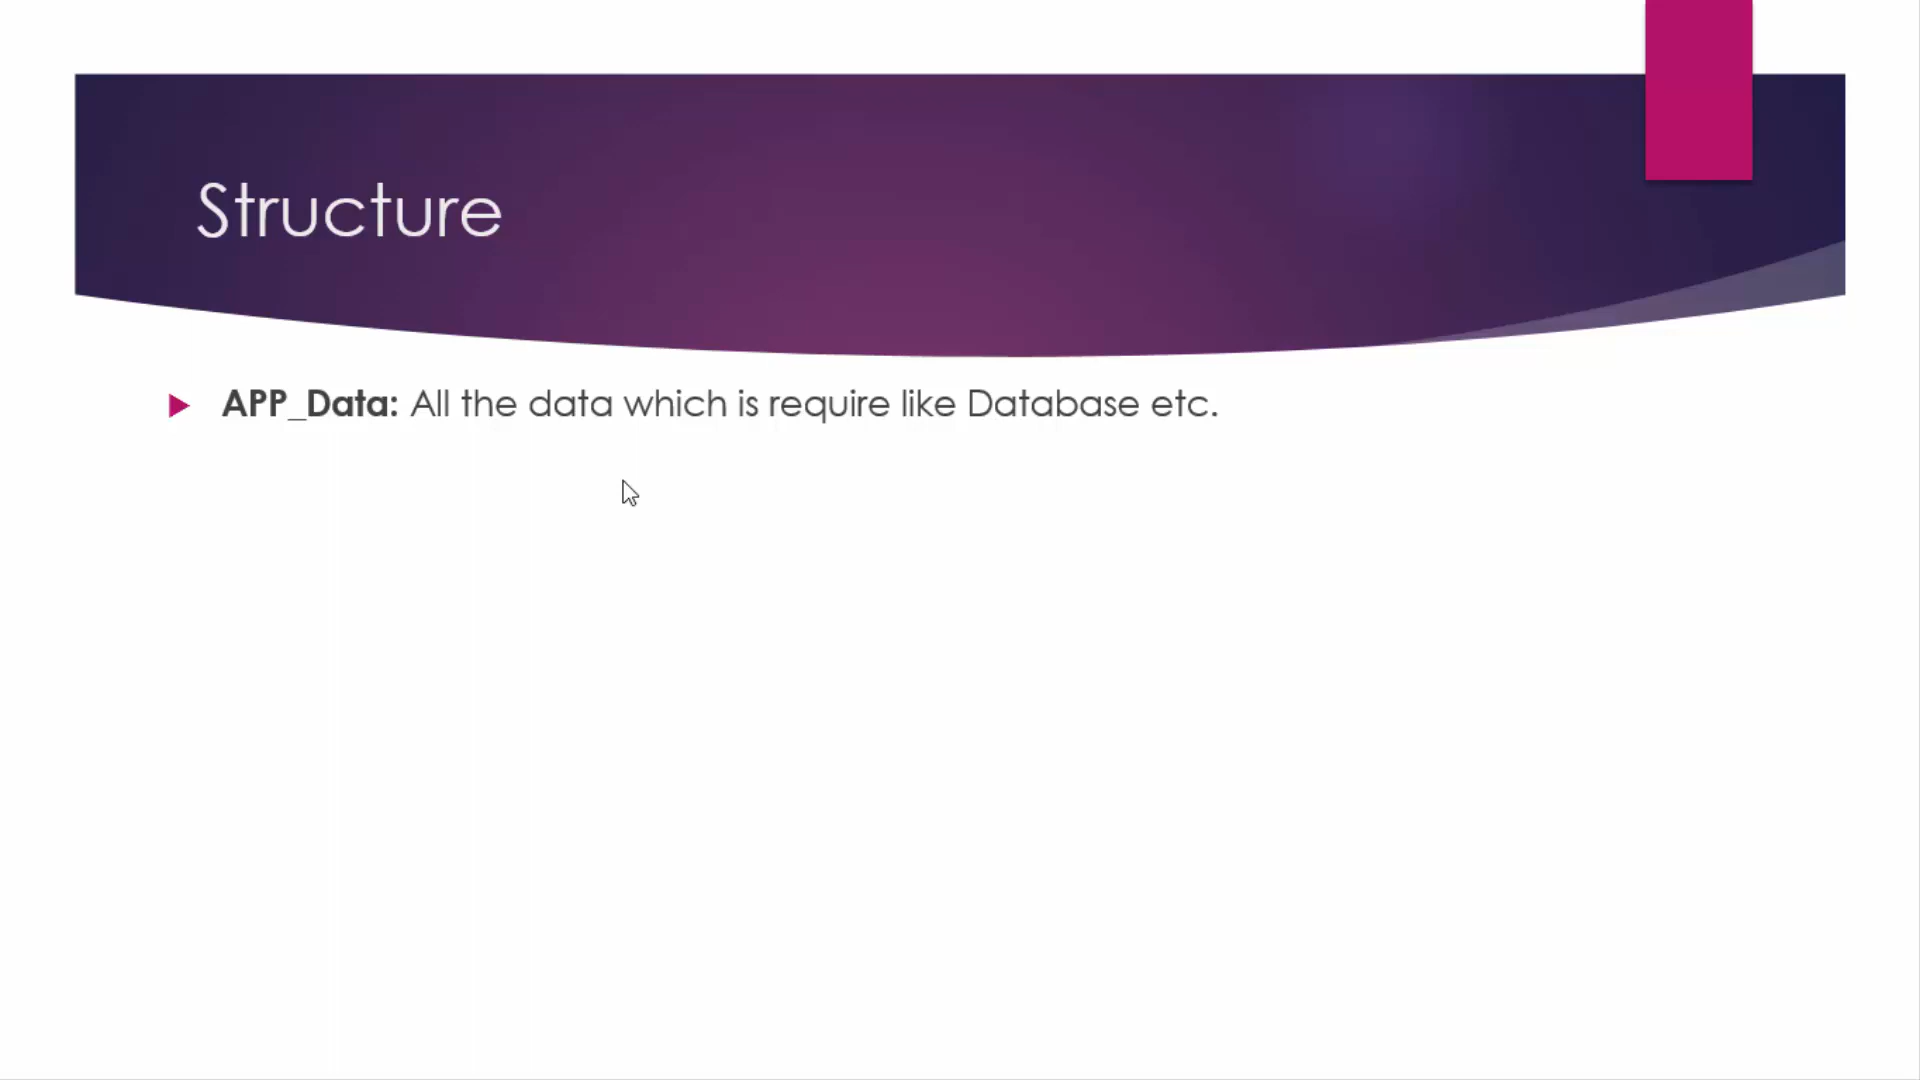 Structure
APP_Data: All the data which is require like Database etc.